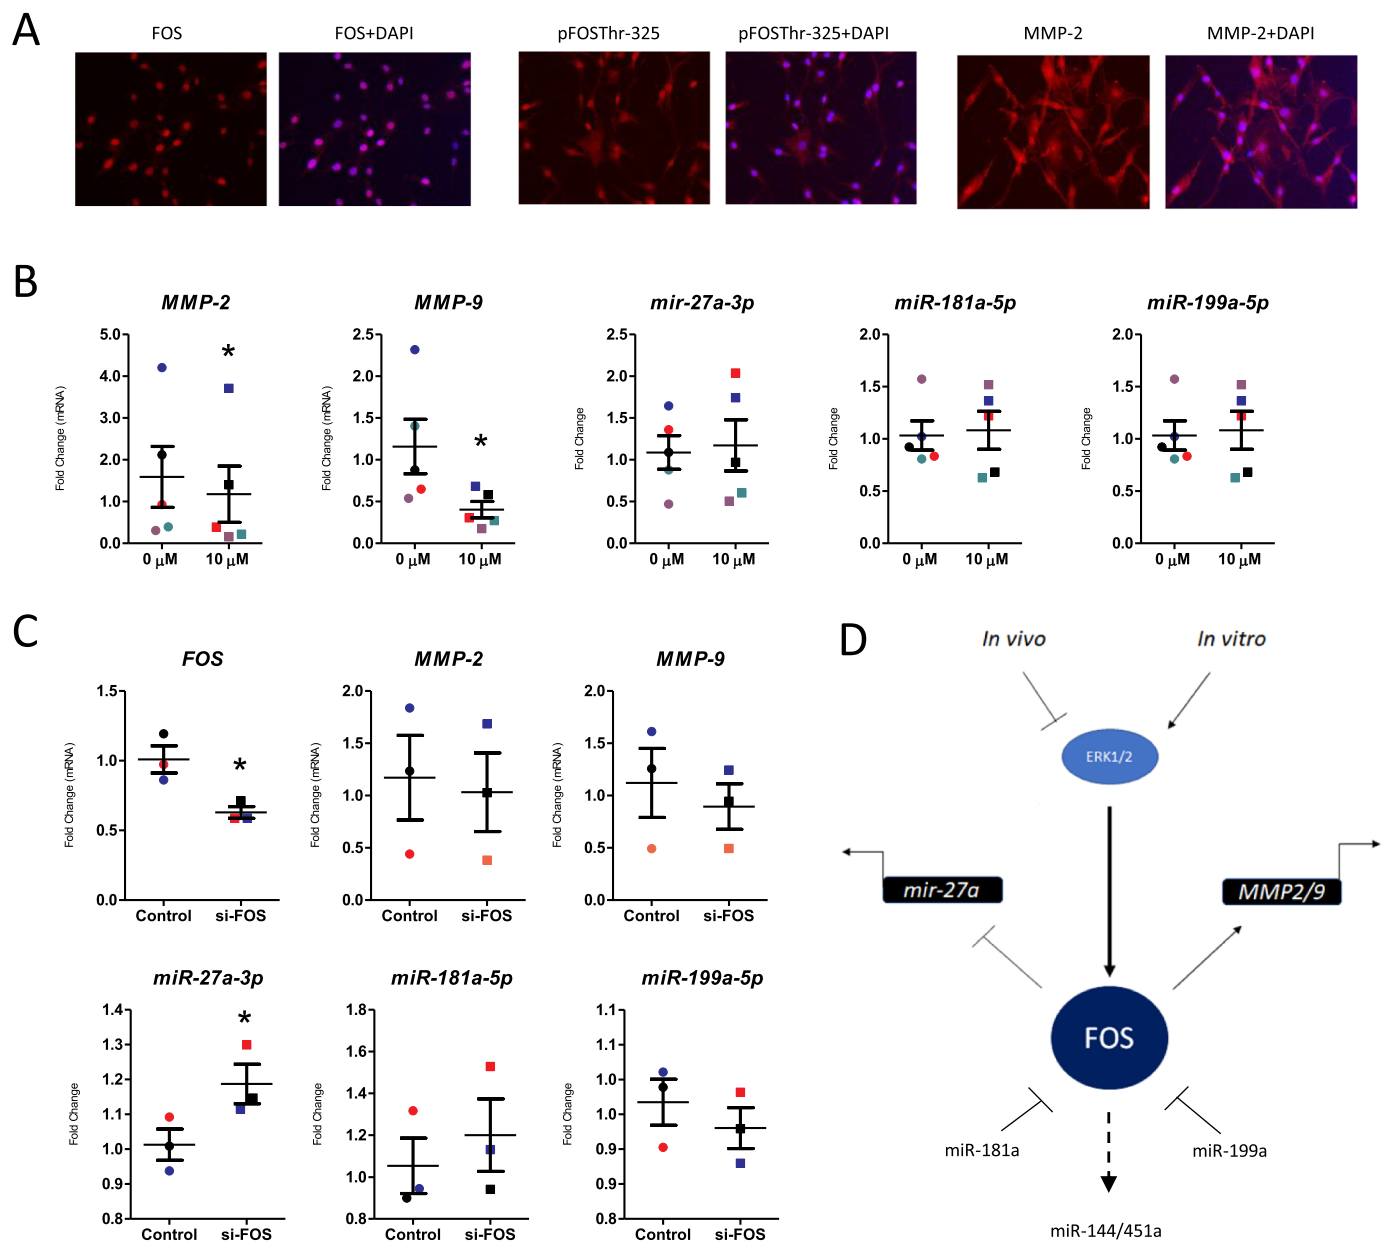 A
FOS
FOS+DAPI
pFOSThr-325
pFOSThr-325+DAPI
MMP-2
MMP-2+DAPI
B
MMP-2
Fold Change (mRNA)
5.0
4.0
3.0
2.0
1.0
0.0
*
0 µM
10 µM
MMP-9
Fold Change (mRNA)
2.5
2.0
1.5
1.0
0.5
0.0
*
0 µM
10 µM
mir-27a-3p
Fold Change
2.5
2.0
1.5
1.0
0.5
0.0
0 µM
10 µM
miR-181a-5p
Fold Change
2.0
1.5
1.0
0.5
0.0
0 µM
10 µM
miR-199a-5p
Fold Change
2.0
1.5
1.0
0.5
0.0
0 µM
10 µM
C
FOS
Fold Change (mRNA)
1.5
1.0
0.5
0.0
*
Control
si-FOS
MMP-2
Fold Change (mRNA)
2.0
1.5
1.0
0.5
0.0
Control
si-FOS
MMP-9
Fold Change (mRNA)
2.0
1.5
1.0
0.5
0.0
Control
si-FOS
miR-27a-3p
Fold Change
1.4
1.2
1.1
1.0
0.9
0.8
*
Control
si-FOS
miR-181a-5p
Fold Change
1.8
1.6
1.4
1.2
1.0
0.8
Control
si-FOS
miR-199a-5p
Fold Change
1.1
1.1
1.0
1.0
0.9
0.9
0.8
Control
si-FOS
D
In vivo
In vitro
ERK1/2
mir-27a
MMP2/9
FOS
miR-181a
miR-199a
miR-144/451a